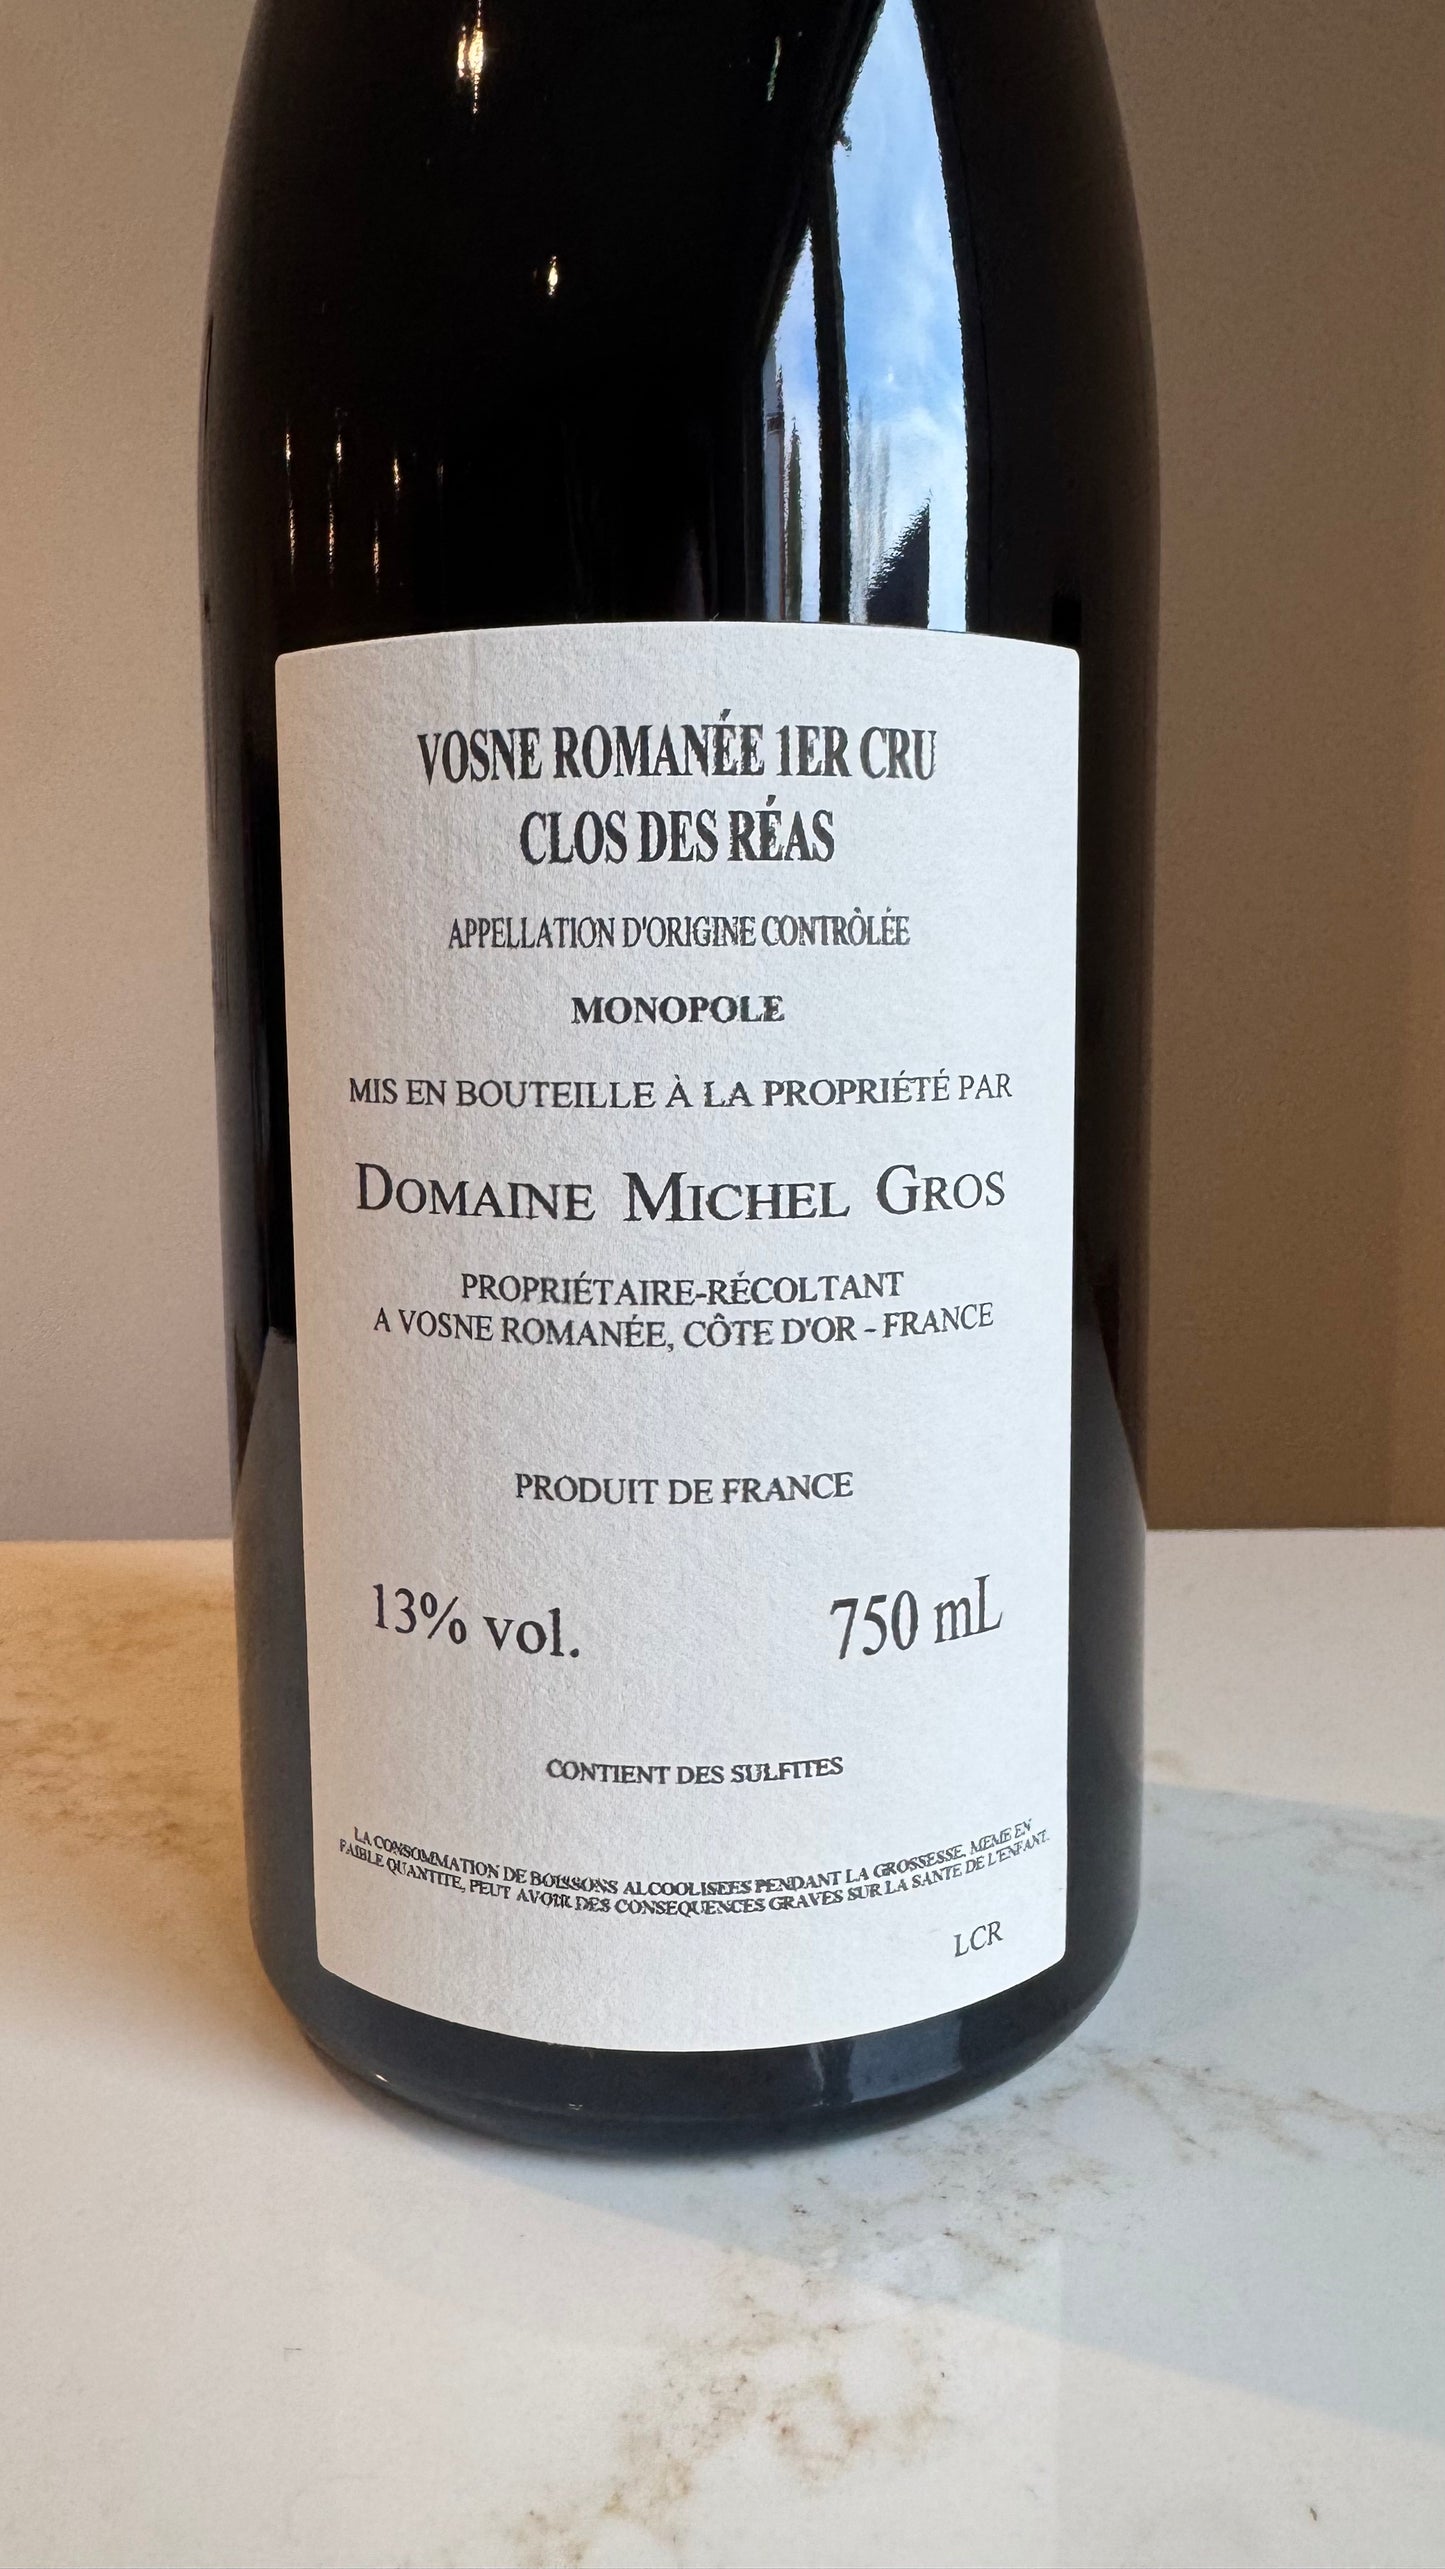 VOSNE ROMANÉE 1ER CRU
CLOS DES RÉAS
APPELLATION D'ORIGINE CONTRÔLÉE
MONOPOLE
MIS EN BOUTEILLE À LA PROPRIÉTÉ PAR
DOMAINE MICHEL GROS
PROPRIÉTAIRE-RÉCOLTANT
A VOSNE ROMANÉE, CÔTE D'OR - FRANCE
PRODUIT DE FRANCE
13% vol. 750 mL
CONTIENT DES SULFITES
LA CONSOMMATION DE BOISSONS ALCOOLISEES PENDANT LA GROSSESSE, MEME EN
FAIBLE QUANTITE, PEUT AVOIR DES CONSEQUENCES GRAVES SUR LA SANTE DE L'ENFANT.
LCR